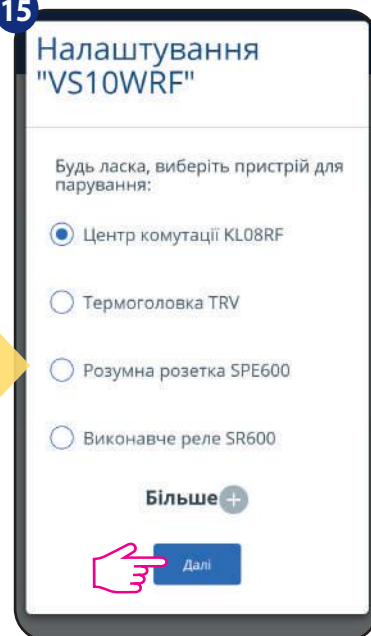 15
Налаштування
"VS10WRF"
Будь ласка, виберіть пристрій для
парування:
Центр комутації KL08RF
Термоголовка TRV
Розумна розетка SPE600
Виконавче реле SR600
Більше +
Далі